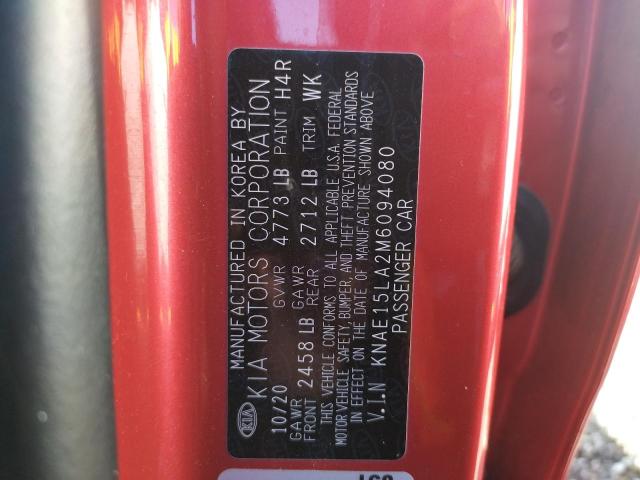 MANUFACTURED IN KOREA BY
KIA KIA MOTORS CORPORATION
10/20 GVWR 4773 LB PAINT H4R
GAWR FRONT 2458 LB GAWR REAR 2712 LB TRIM WK
THIS VEHICLE CONFORMS TO ALL APPLICABLE U.S.A. FEDERAL
MOTOR VEHICLE SAFETY, BUMPER, AND THEFT PREVENTION STANDARDS
IN EFFECT ON THE DATE OF MANUFACTURE SHOWN ABOVE
V.I.N KNAE15LA2M6094080
PASSENGER CAR